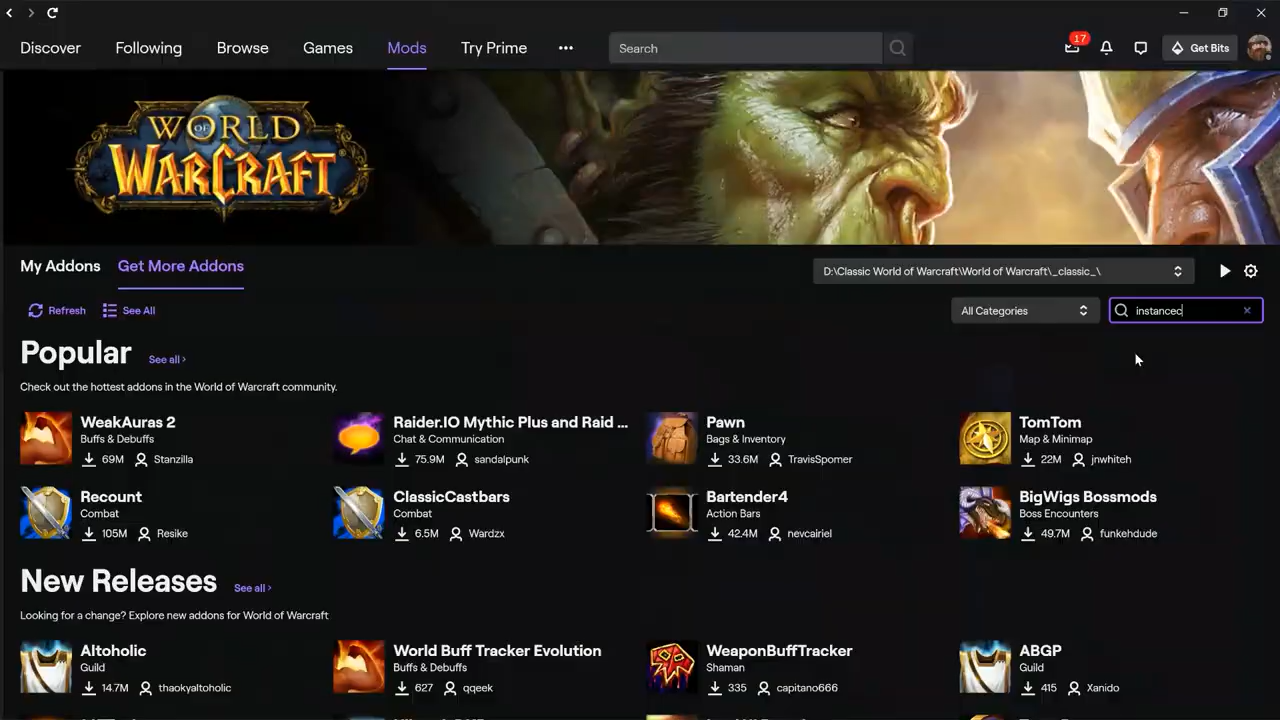 Discover
Following
Browse
Games
Mods
Try Prime
Search
17
Get Bits
WORLD
OF
WARCRAFT
My Addons
Get More Addons
D:\Classic World of Warcraft\World of Warcraft\_classic_\
Refresh
See All
All Categories
instancec
Popular
See all ›
Check out the hottest addons in the World of Warcraft community.
WeakAuras 2
Buffs & Debuffs
69M
Stanzilla
Raider.IO Mythic Plus and Raid ...
Chat & Communication
75.9M
sandalpunk
Pawn
Bags & Inventory
33.6M
TravisSpomer
TomTom
Map & Minimap
22M
jnwhiteh
Recount
Combat
105M
Resike
ClassicCastbars
Combat
6.5M
Wardzx
Bartender4
Action Bars
42.4M
nevcairiel
BigWigs Bossmods
Boss Encounters
49.7M
funkehdude
New Releases
See all ›
Looking for a change? Explore new addons for World of Warcraft
Altoholic
Guild
14.7M
thaokyaltoholic
World Buff Tracker Evolution
Buffs & Debuffs
627
qqeek
WeaponBuffTracker
Shaman
335
capitano666
ABGP
Guild
415
Xanido